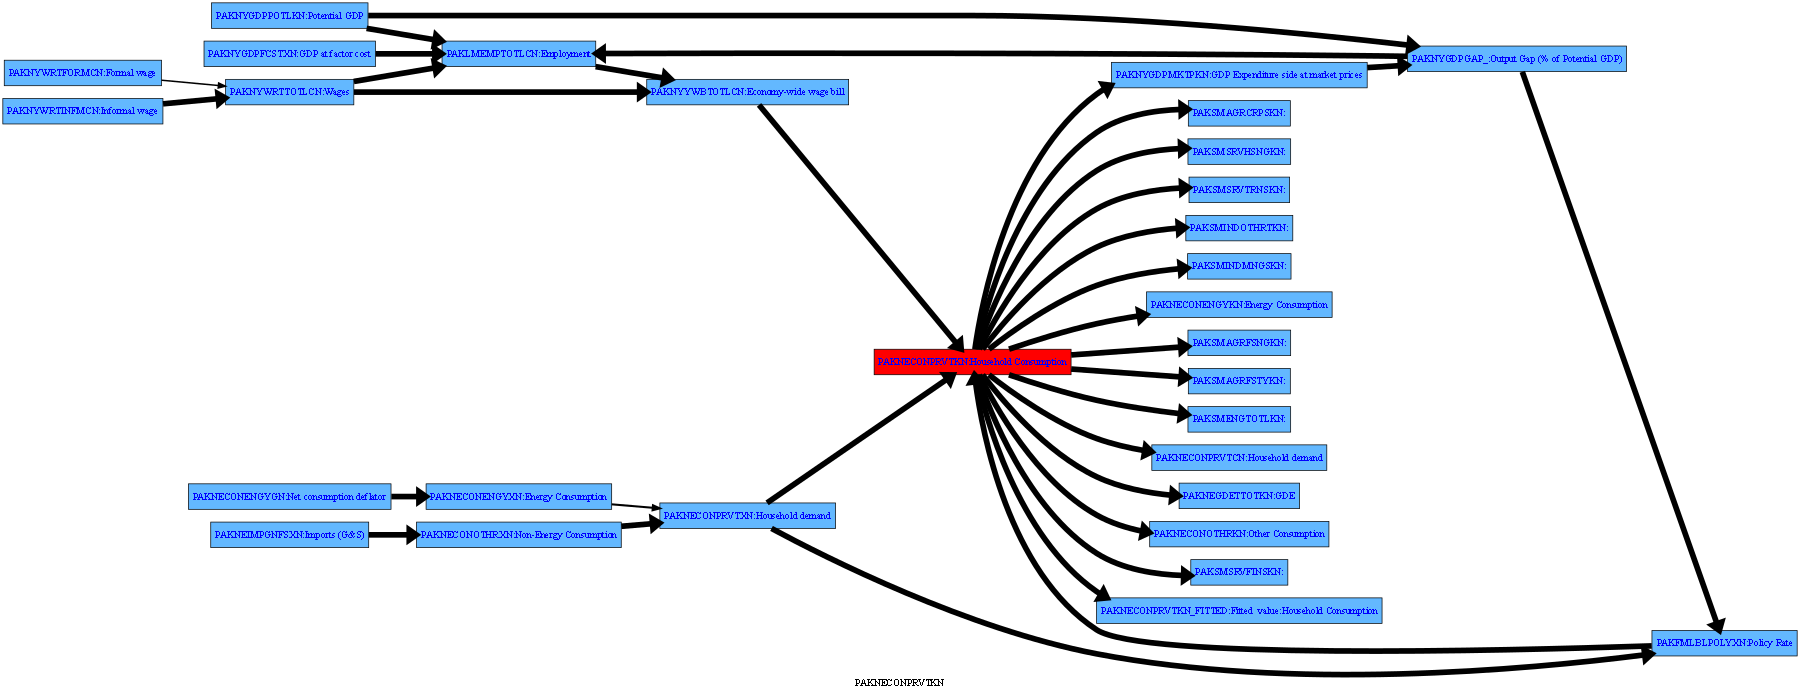 PAKNYGDPPOTLKN:Potential GDP
PAKNYGDPFCSTXN:GDP at factor cost
PAKLMEMPTOTLCN:Employment
PAKNYGDPGAP_:Output Gap (% of Potential GDP)
PAKNYWRTFORMCN:Formal wage
PAKNYGDPMKTPKN:GDP Expenditure side at market prices
PAKNYWRTTOTLCN:Wages
PAKNYYWBTOTLCN:Economy-wide wage bill
PAKNYWRTINFMCN:Informal wage
PAKSMAGRCRPSKN:
PAKSMSRVHSNGKN:
PAKSMSRVTRNSKN:
PAKSMINDOTHRTKN:
PAKSMINDMNGSKN:
PAKNECONENGYKN:Energy Consumption
PAKSMAGRFSNGKN:
PAKNECONPRVTKN:Household Consumption
PAKSMAGRFSTYKN:
PAKSMENGTOTLKN:
PAKNECONPRVTCN:Household demand
PAKNECONENGYGN:Net consumption deflator
PAKNECONENGYXN:Energy Consumption
PAKNEGDETTOTKN:GDE
PAKNECONPRVTXN:Household demand
PAKNEIMPGNFSXN:Imports (G&S)
PAKNECONOTHRXN:Non-Energy Consumption
PAKNECONOTHRKN:Other Consumption
PAKSMSRVFINSKN:
PAKNECONPRVTKN_FITTED:Fitted value:Household Consumption
PAKFMLBLPOLYXN:Policy Rate
PAKNECONPRVTKN